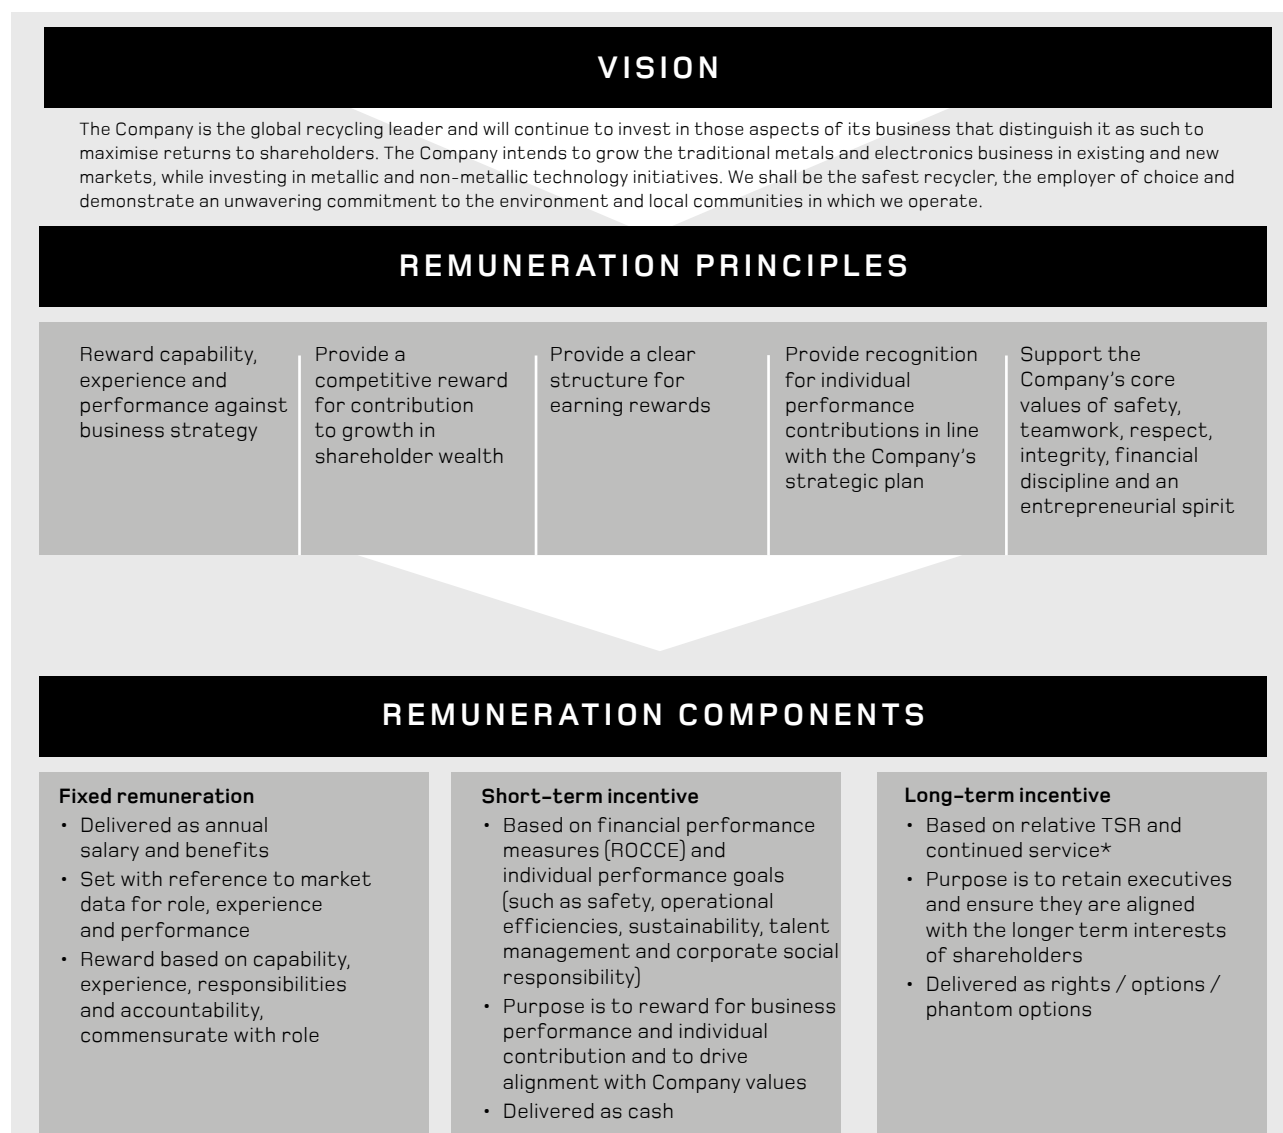 VISION
The Company is the global recycling leader and will continue to invest in those aspects of its business that distinguish it as such to
maximise returns to shareholders. The Company intends to grow the traditional metals and electronics business in existing and new
markets, while investing in metallic and non-metallic technology initiatives. We shall be the safest recycler, the employer of choice and
demonstrate an unwavering commitment to the environment and local communities in which we operate.
REMUNERATION PRINCIPLES
Reward capability,
experience and
performance against
business strategy
Provide a
competitive reward
for contribution
to growth in
shareholder wealth
Provide a clear
structure for
earning rewards
Provide recognition
for individual
performance
contributions in line
with the Company's
strategic plan
Support the
Company's core
values of safety,
teamwork, respect,
integrity, financial
discipline and an
entrepreneurial spirit
REMUNERATION COMPONENTS
Fixed remuneration
• Delivered as annual
salary and benefits
• Set with reference to market
data for role, experience
and performance
• Reward based on capability,
experience, responsibilities
and accountability,
commensurate with role
Short-term incentive
• Based on financial performance
measures (ROCCE) and
individual performance goals
(such as safety, operational
efficiencies, sustainability, talent
management and corporate social
responsibility)
• Purpose is to reward for business
performance and individual
contribution and to drive
alignment with Company values
• Delivered as cash
Long-term incentive
• Based on relative TSR and
continued service*
• Purpose is to retain executives
and ensure they are aligned
with the longer term interests
of shareholders
• Delivered as rights / options /
phantom options